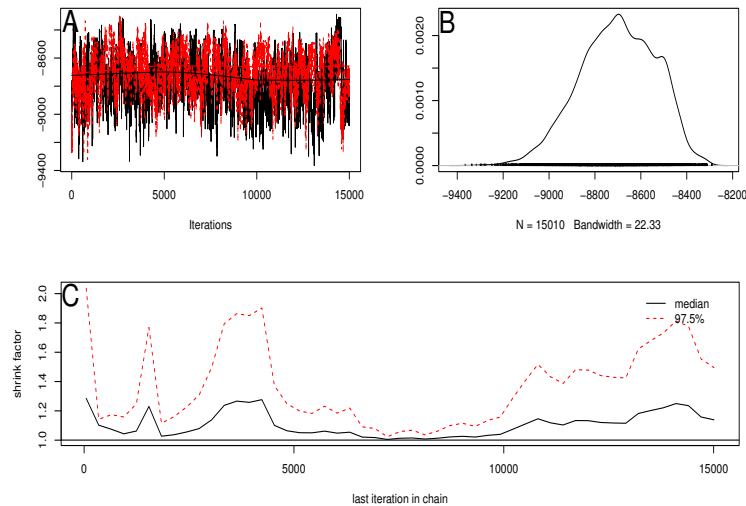 A
−8600
−9000
−9400
0 5000 10000 15000
Iterations
B
0.0020
0.0010
0.0000
−9400 −9200 −9000 −8800 −8600 −8400 −8200
N = 15010 Bandwidth = 22.33
C
shrink factor
2.0
1.8
1.6
1.4
1.2
1.0
median
97.5%
0 5000 10000 15000
last iteration in chain